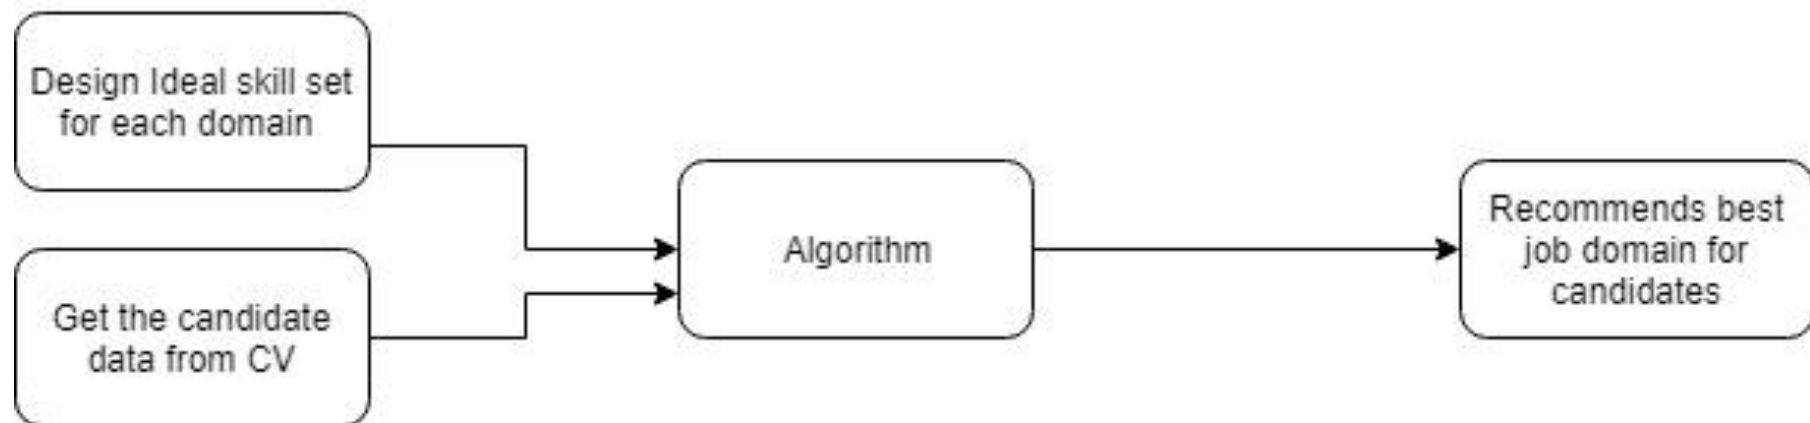 Design Ideal skill set
for each domain
Get the candidate
data from CV
Algorithm
Recommends best
job domain for
candidates